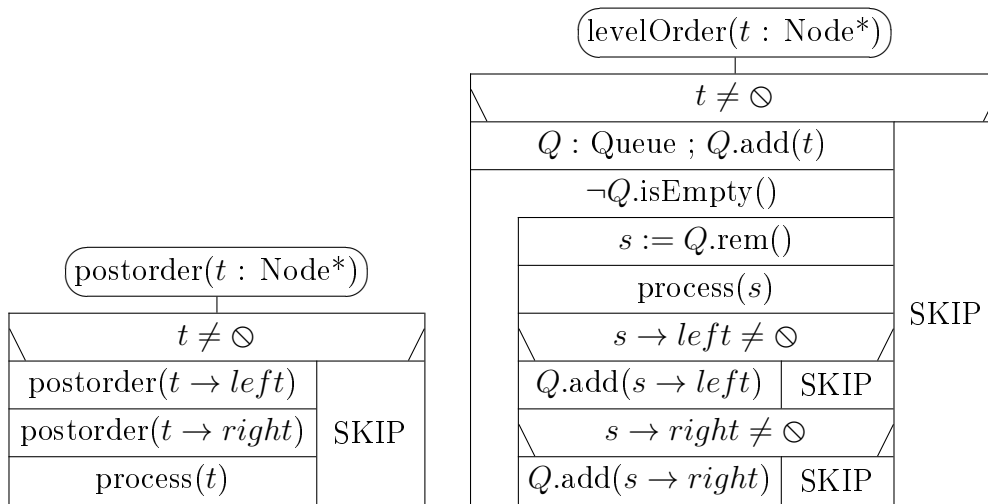 postorder(t : Node*)
t ≠ ⦸
postorder(t → left)
postorder(t → right)
process(t)
SKIP
levelOrder(t : Node*)
t ≠ ⦸
Q : Queue ; Q.add(t)
¬Q.isEmpty()
s := Q.rem()
process(s)
s → left ≠ ⦸
Q.add(s → left)
SKIP
s → right ≠ ⦸
Q.add(s → right)
SKIP
SKIP